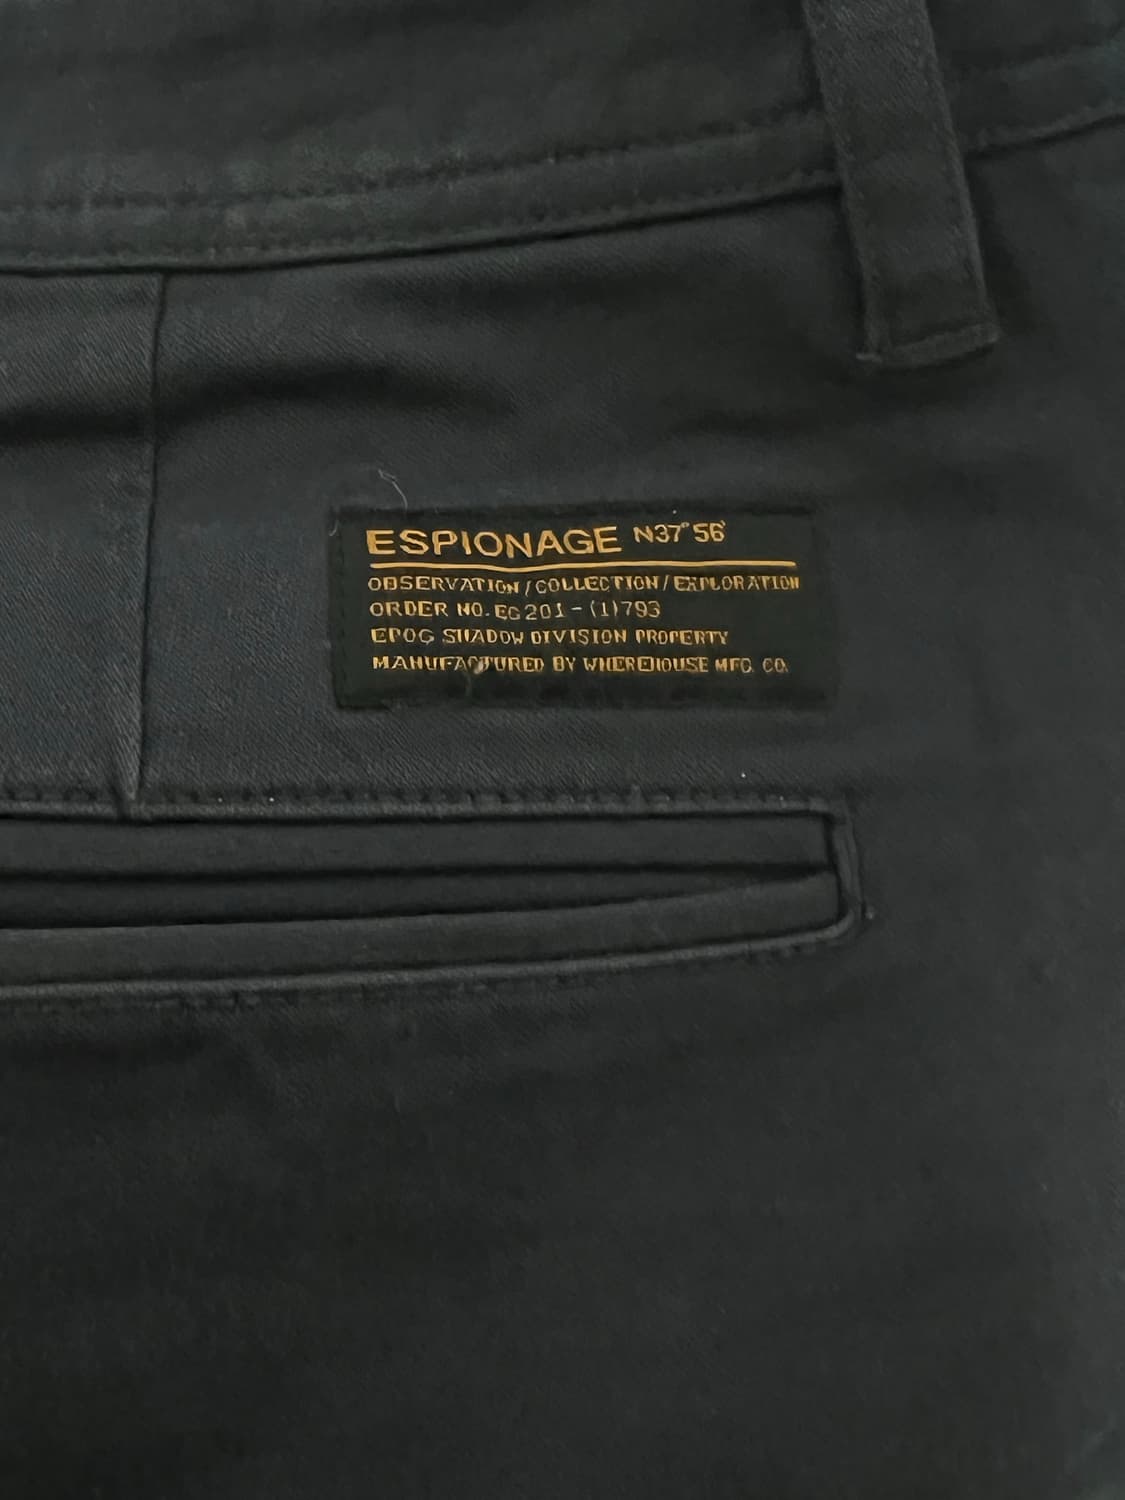 ESPIONAGE N37°56'
OBSERVATION/COLLECTION/EXPLORATION
ORDER NO. EG201-(1)793
EPOG SHADOW DIVISION PROPERTY
MANUFACTURED BY WHEREHOUSE MFG. CO.